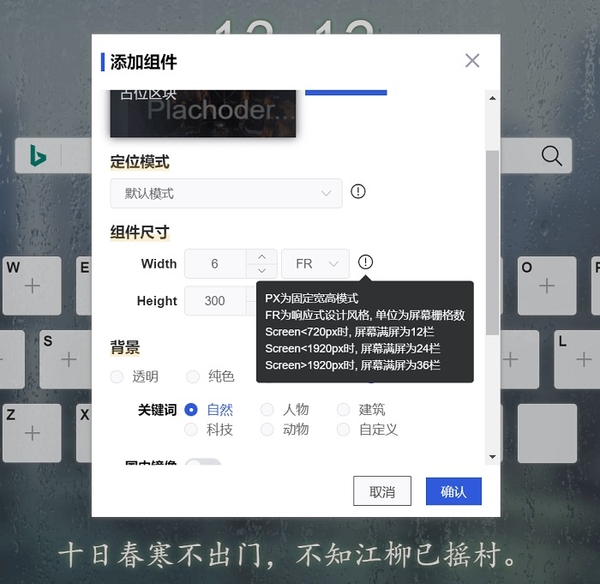 添加组件
占位区块
Plachoder...
定位模式
默认模式
组件尺寸
Width 6 FR
Height 300
PX为固定宽高模式
FR为响应式设计风格, 单位为屏幕栅格数
Screen<720px时, 屏幕满屏为12栏
Screen<1920px时, 屏幕满屏为24栏
Screen>1920px时, 屏幕满屏为36栏
背景
透明 纯色
关键词 自然 人物 建筑
科技 动物 自定义
取消 确认
W E O
S L
Z X
十日春寒不出门，不知江柳已摇村。